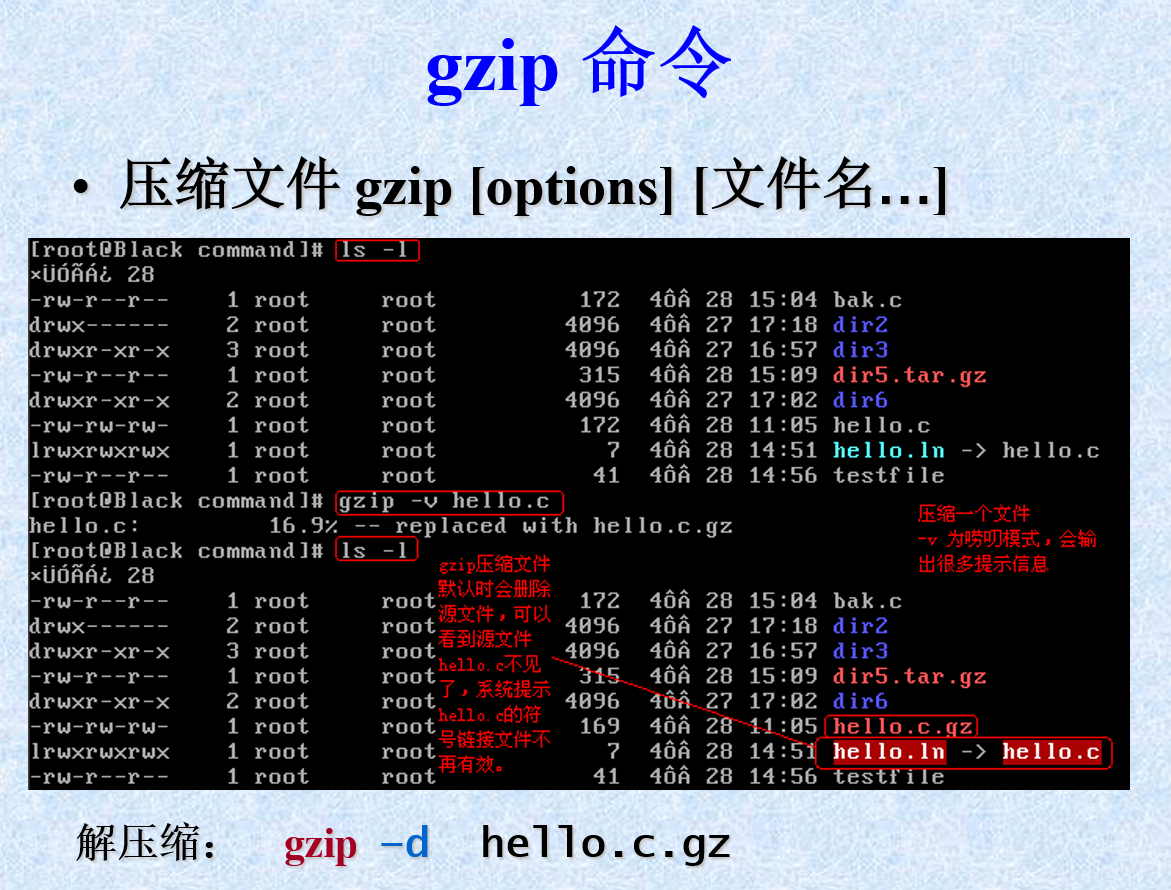 gzip 命令
• 压缩文件 gzip [options] [文件名…]
[root@Black command]# ls -l
×ÜÓÃÁ¿ 28
-rw-r--r-- 1 root root 172 4ÔÂ 28 15:04 bak.c
drwx------ 2 root root 4096 4ÔÂ 27 17:18 dir2
drwxr-xr-x 3 root root 4096 4ÔÂ 27 16:57 dir3
-rw-r--r-- 1 root root 315 4ÔÂ 28 15:09 dir5.tar.gz
drwxr-xr-x 2 root root 4096 4ÔÂ 27 17:02 dir6
-rw-rw-rw- 1 root root 172 4ÔÂ 28 11:05 hello.c
lrwxrwxrwx 1 root root 7 4ÔÂ 28 14:51 hello.ln -> hello.c
-rw-r--r-- 1 root root 41 4ÔÂ 28 14:56 testfile
[root@Black command]# gzip -v hello.c
hello.c: 16.9% -- replaced with hello.c.gz
[root@Black command]# ls -l
×ÜÓÃÁ¿ 28
-rw-r--r-- 1 root root 172 4ÔÂ 28 15:04 bak.c
drwx------ 2 root root 4096 4ÔÂ 27 17:18 dir2
drwxr-xr-x 3 root root 4096 4ÔÂ 27 16:57 dir3
-rw-r--r-- 1 root root 315 4ÔÂ 28 15:09 dir5.tar.gz
drwxr-xr-x 2 root root 4096 4ÔÂ 27 17:02 dir6
-rw-rw-rw- 1 root root 169 4ÔÂ 28 11:05 hello.c.gz
lrwxrwxrwx 1 root root 7 4ÔÂ 28 14:51 hello.ln -> hello.c
-rw-r--r-- 1 root root 41 4ÔÂ 28 14:56 testfile
压缩一个文件
-v 为唠叨模式，会输
出很多提示信息
gzip压缩文件
默认时会删除
源文件，可以
看到源文件
hello.c不见
了，系统提示
hello.c的符
号链接文件不
再有效。
解压缩： gzip -d hello.c.gz